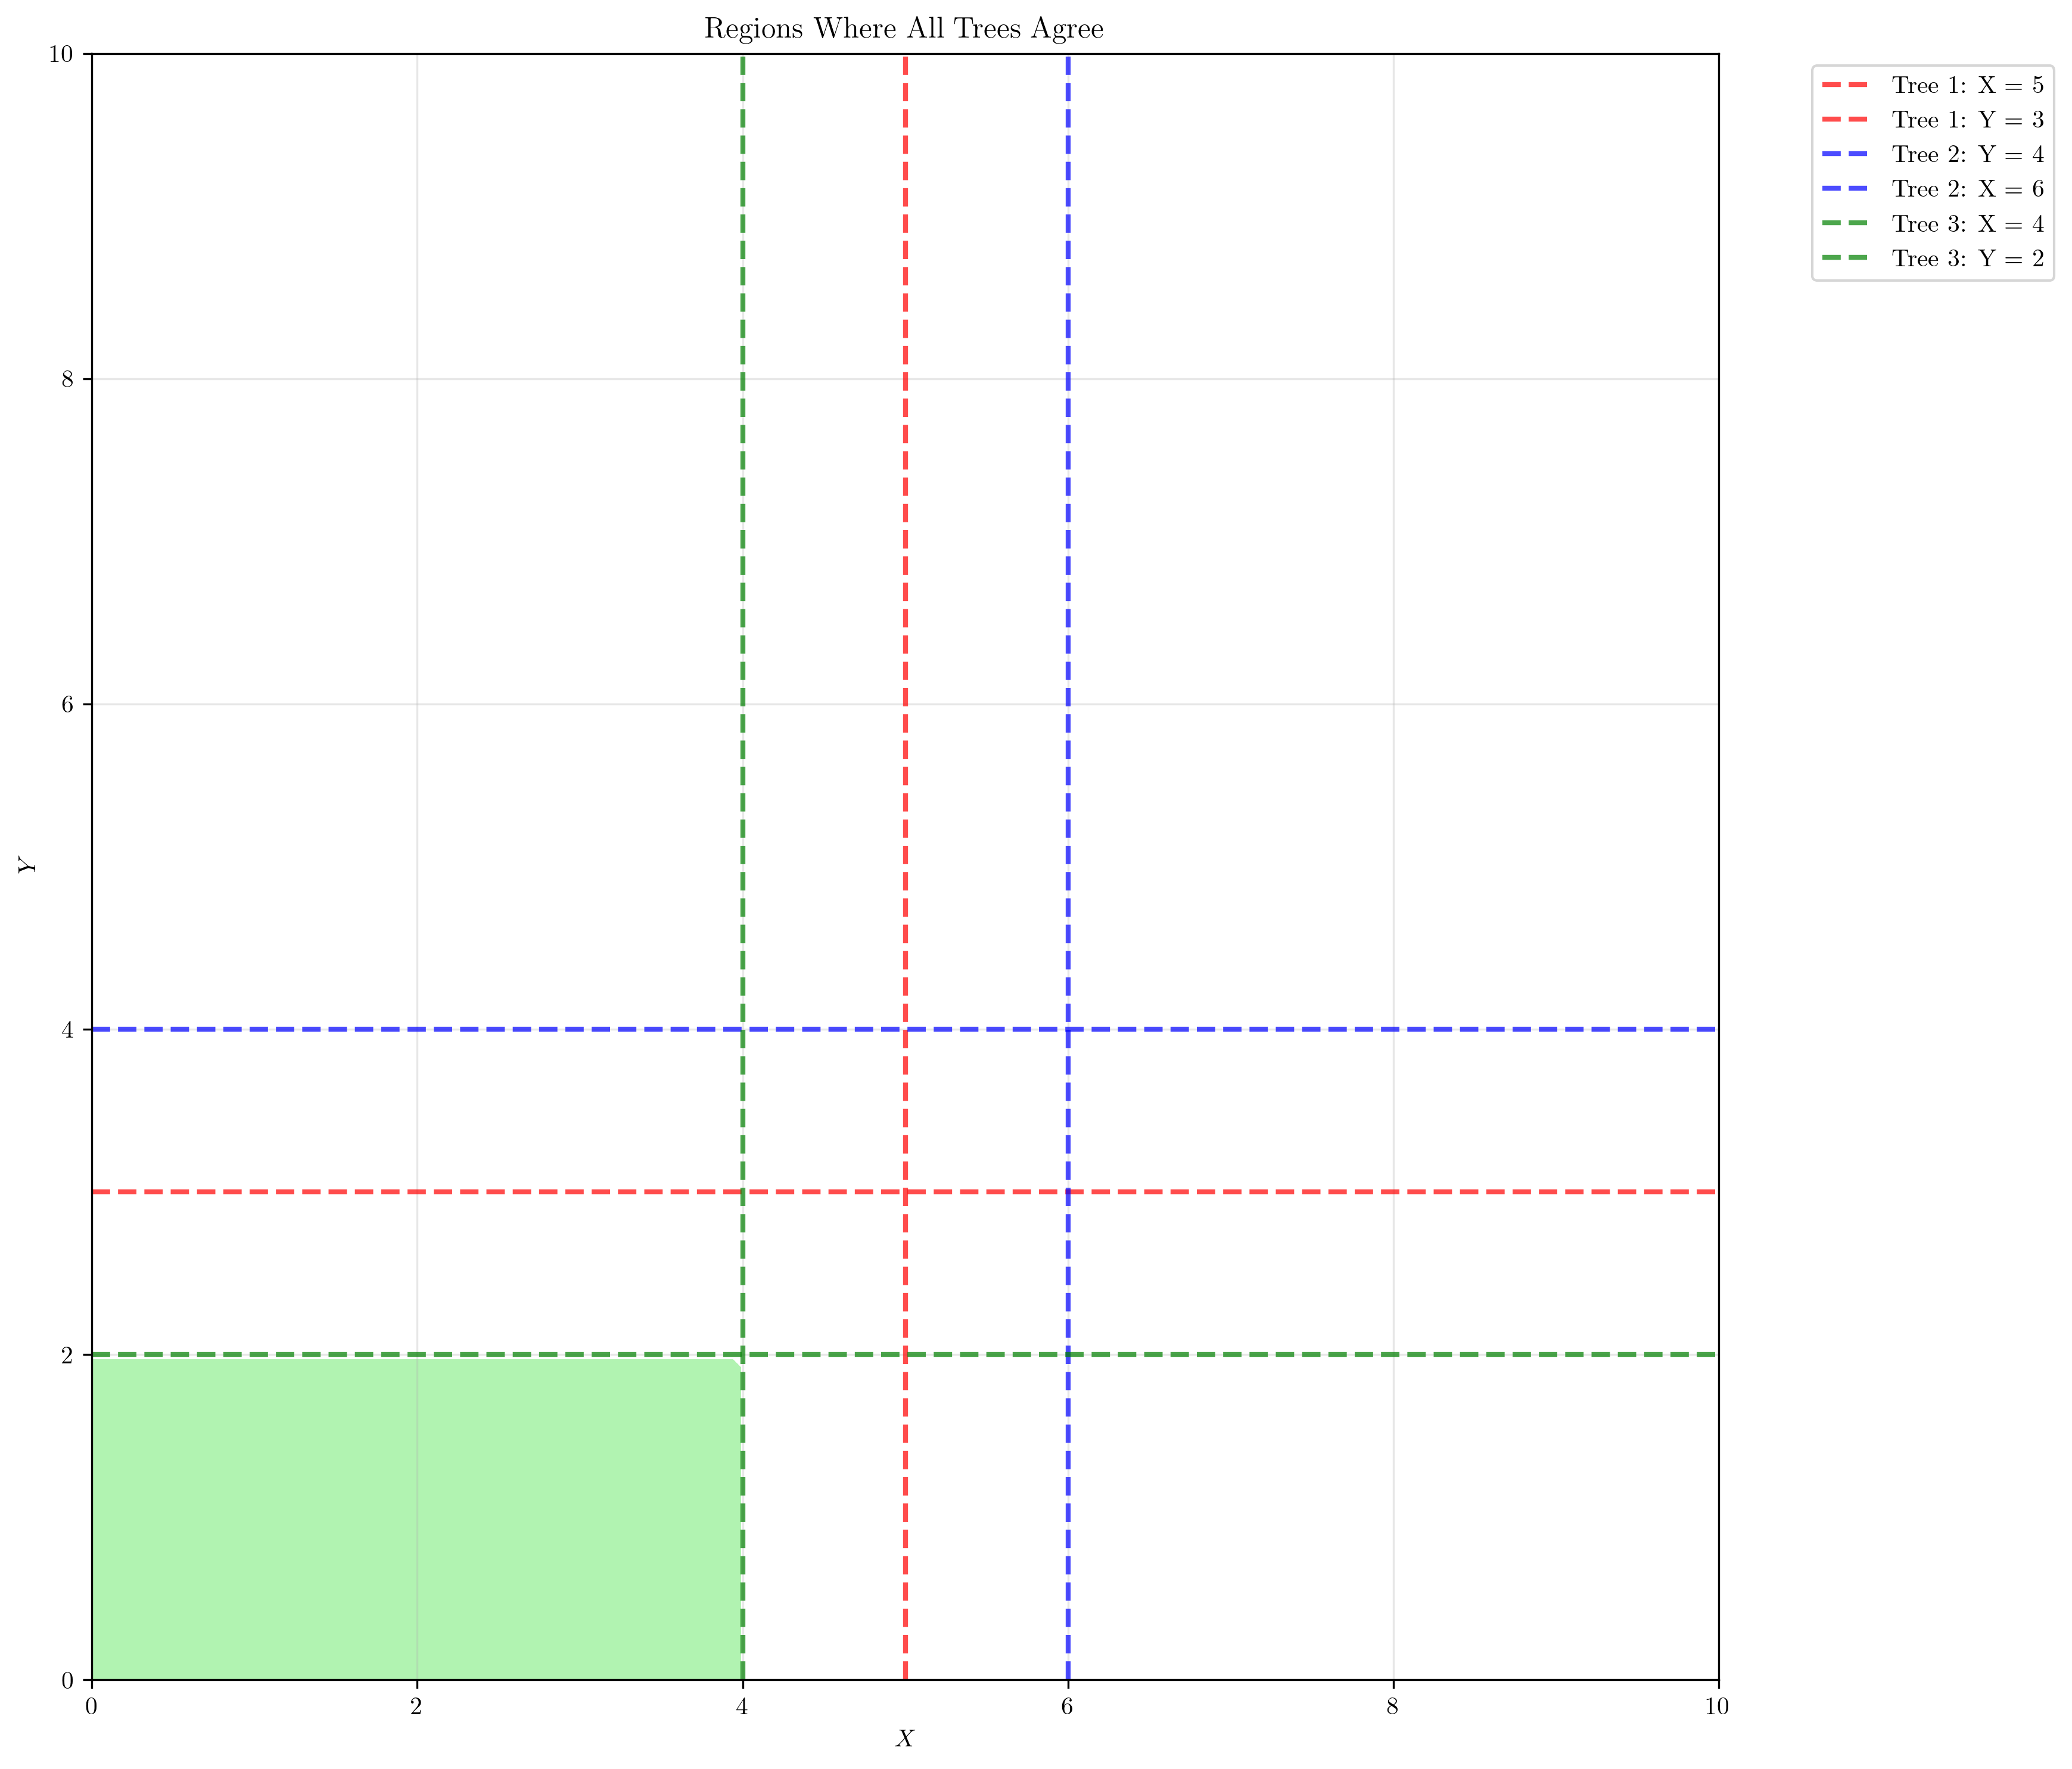 Regions Where All Trees Agree
10
8
6
4
2
0
Y
0 2 4 6 8 10
X
Tree 1: X = 5
Tree 1: Y = 3
Tree 2: Y = 4
Tree 2: X = 6
Tree 3: X = 4
Tree 3: Y = 2